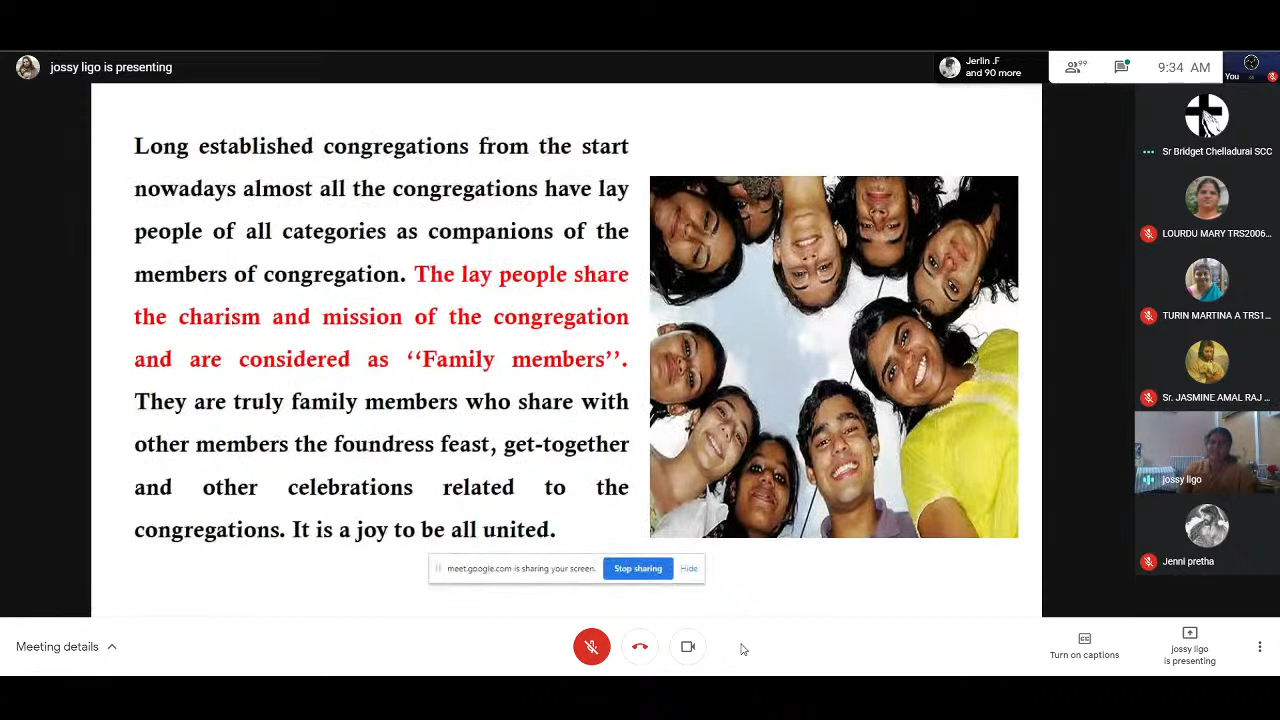 jossy ligo is presenting
Jerlin .F
and 90 more
99
9:34 AM
You
Long established congregations from the start
nowadays almost all the congregations have lay
people of all categories as companions of the
members of congregation. The lay people share
the charism and mission of the congregation
and are considered as ‘‘Family members’’.
They are truly family members who share with
other members the foundress feast, get-together
and other celebrations related to the
congregations. It is a joy to be all united.
meet.google.com is sharing your screen.
Stop sharing
Hide
Sr Bridget Chelladurai SCC
LOURDU MARY TRS2006...
TURIN MARTINA A TRS1...
Sr. JASMINE AMAL RAJ ...
jossy ligo
Jenni pretha
Meeting details
Turn on captions
jossy ligo
is presenting